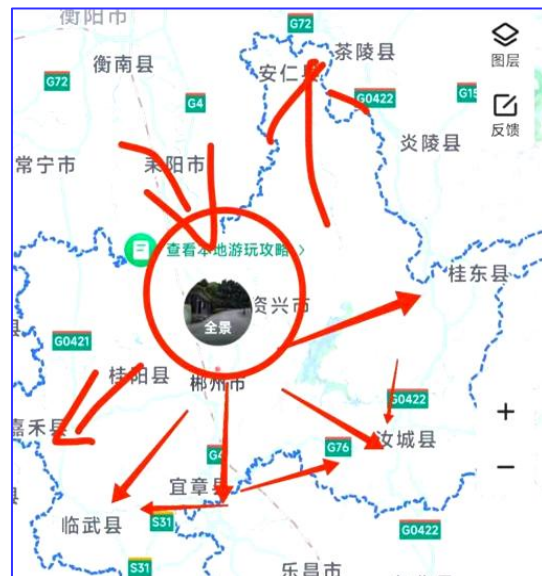 衡阳市
G72
茶陵县
图层
衡南县
安仁县
G72
G4
G0422
G15
反馈
炎陵县
常宁市
耒阳市
查看本地游玩攻略 >
桂东县
资兴市
全景
G0421
桂阳县
郴州市
G0422
嘉禾县
汝城县
G4
G76
宜章县
临武县
S31
G0422
S31
乐昌市